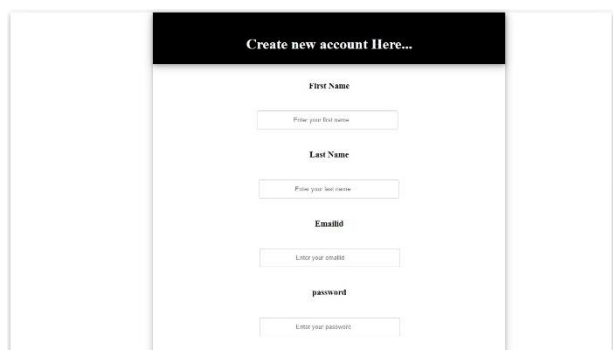 Create new account Here...
First Name
Enter your first name
Last Name
Enter your last name
Emailid
Enter your emailid
password
Enter your password